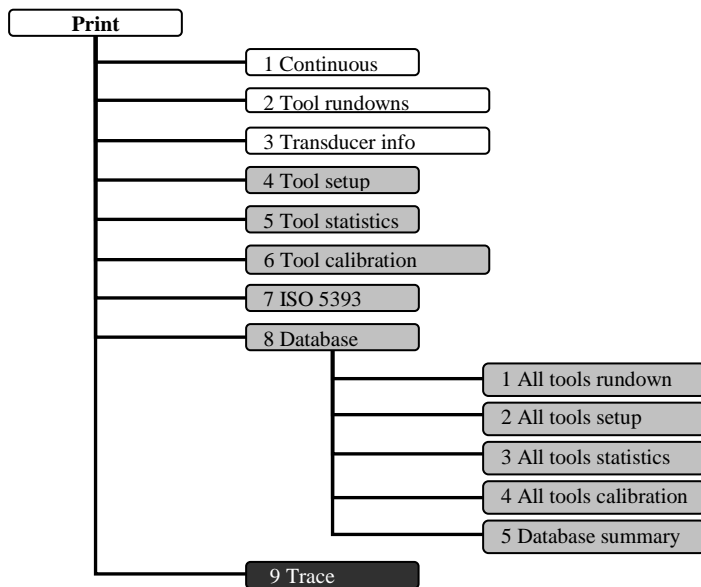 Print
1 Continuous
2 Tool rundowns
3 Transducer info
4 Tool setup
5 Tool statistics
6 Tool calibration
7 ISO 5393
8 Database
1 All tools rundown
2 All tools setup
3 All tools statistics
4 All tools calibration
5 Database summary
9 Trace